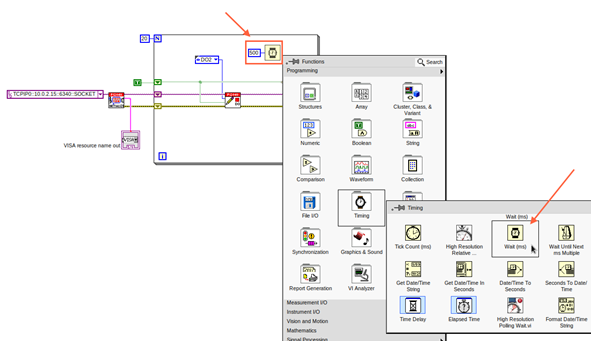 20
N
500
DO2
Functions
Search
Programming
TCPIP0::10.0.2.15::6340::SOCKET
VISA resource name out
i
Structures
Array
Cluster, Class, &
Variant
Numeric
Boolean
String
Comparison
Waveform
Collection
File I/O
Timing
Synchronization
Graphics & Sound
Report Generation
VI Analyzer
Measurement I/O
Instrument I/O
Vision and Motion
Mathematics
Signal Processing
Timing
Wait (ms)
Tick Count (ms)
High Resolution
Relative ...
Wait (ms)
Wait Until Next
ms Multiple
Get Date/Time
String
Get Date/Time In
Seconds
Date/Time To
Seconds
Seconds To Date/
Time
Time Delay
Elapsed Time
High Resolution
Polling Wait.vi
Format Date/Time
String